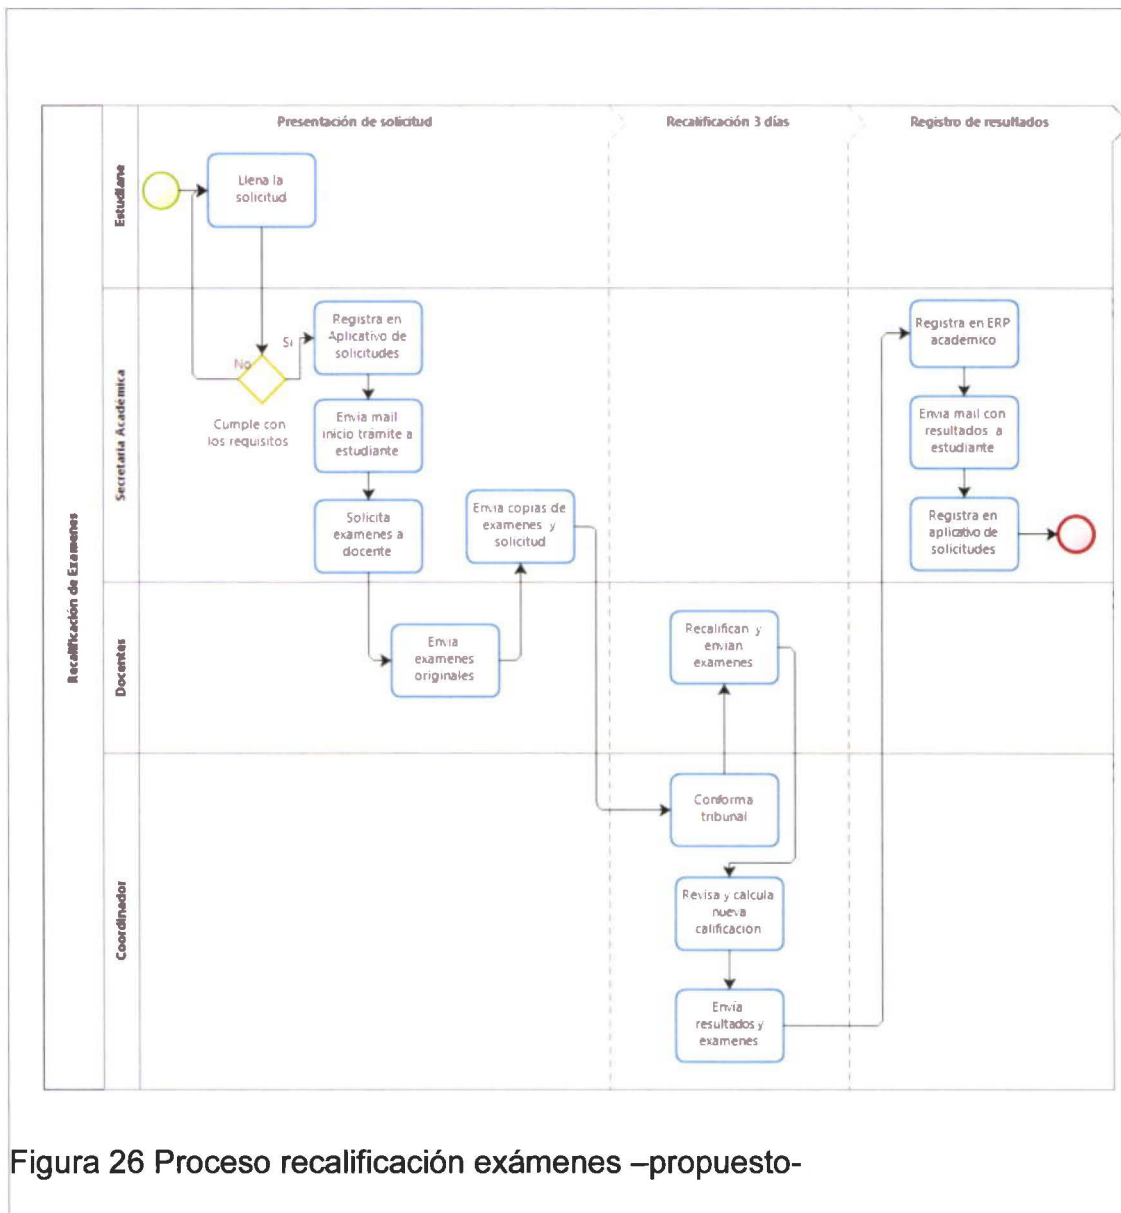 Presentación de solicitud
Recalificación 3 días
Registro de resultados
Recalificación de Examenes
Estudiane
Llena la
solicitud
Secretaria Académica
No
Si
Cumple con
los requisitos
Registra en
Aplicativo de
solicitudes
Envia mail
inicio trámite a
estudiante
Solicita
examenes a
docente
Envia copias de
examenes y
solicitud
Registra en ERP
academico
Envia mail con
resultados a
estudiante
Registra en
aplicativo de
solicitudes
Docentes
Envia
examenes
originales
Recalifican y
envian
examenes
Coordinador
Conforma
tribunal
Revisa y calcula
nueva
calificación
Envía
resultados y
examenes
Figura 26 Proceso recalificación exámenes –propuesto-